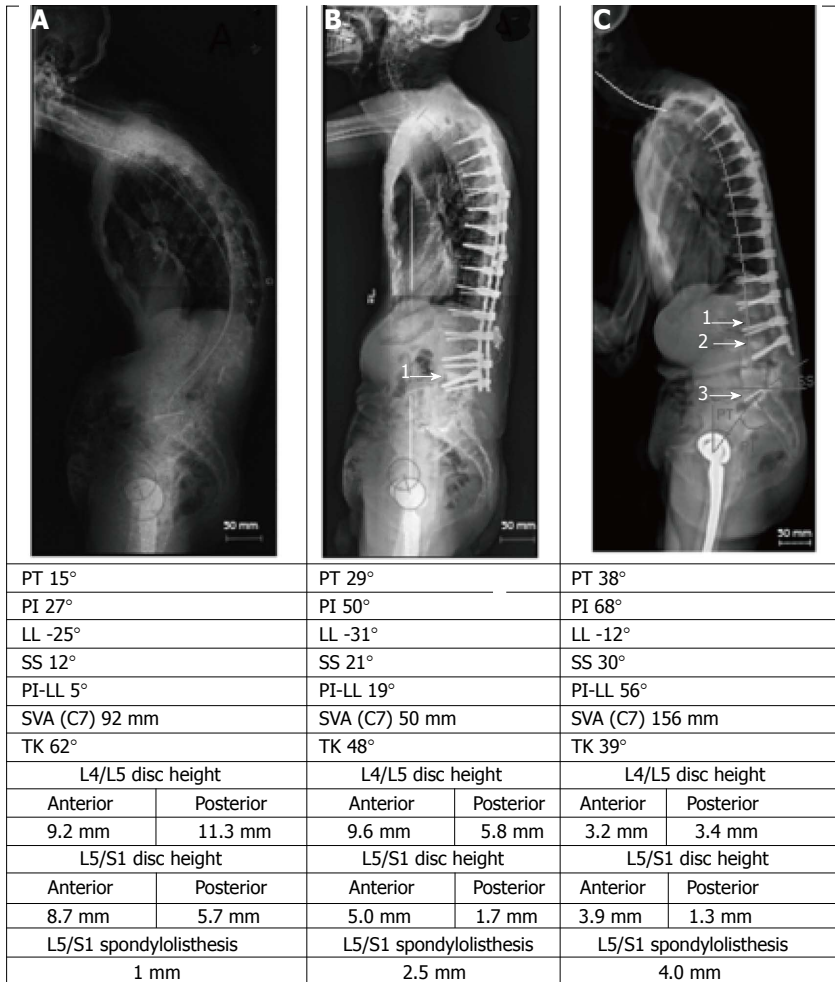 A B C
A
1
2
1
3
SS
PT
PI
50 mm 50 mm 50 mm
PT 15° PT 29° PT 38°
PI 27° PI 50° PI 68°
LL -25° LL -31° LL -12°
SS 12° SS 21° SS 30°
PI-LL 5° PI-LL 19° PI-LL 56°
SVA (C7) 92 mm SVA (C7) 50 mm SVA (C7) 156 mm
TK 62° TK 48° TK 39°
L4/L5 disc height L4/L5 disc height L4/L5 disc height
Anterior Posterior Anterior Posterior Anterior Posterior
9.2 mm 11.3 mm 9.6 mm 5.8 mm 3.2 mm 3.4 mm
L5/S1 disc height L5/S1 disc height L5/S1 disc height
Anterior Posterior Anterior Posterior Anterior Posterior
8.7 mm 5.7 mm 5.0 mm 1.7 mm 3.9 mm 1.3 mm
L5/S1 spondylolisthesis L5/S1 spondylolisthesis L5/S1 spondylolisthesis
1 mm 2.5 mm 4.0 mm